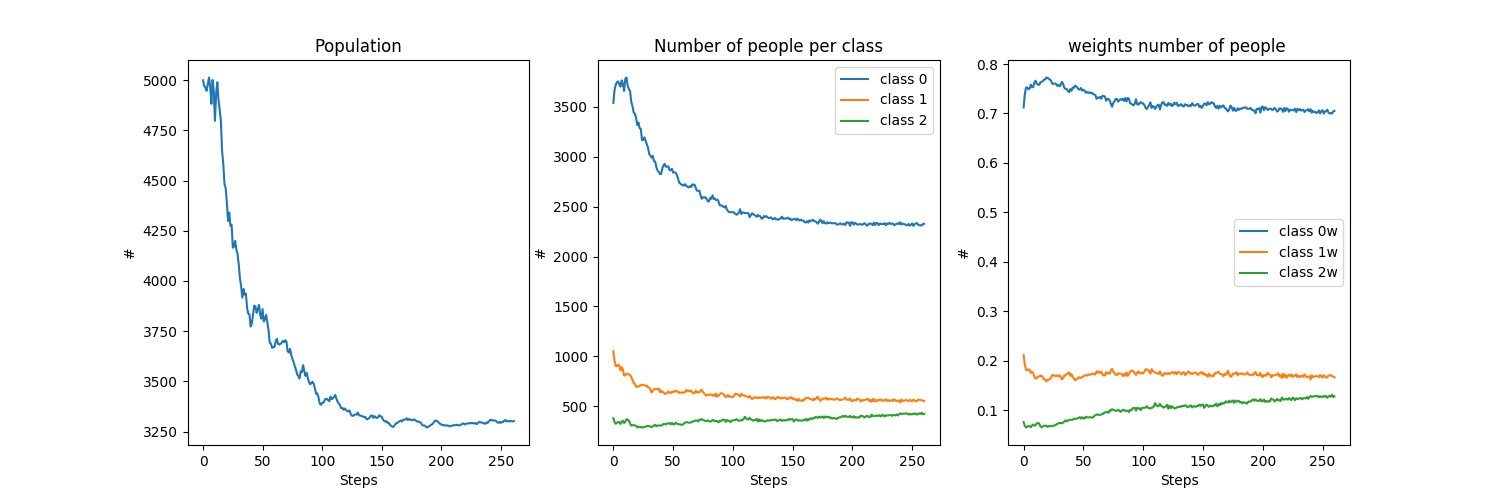 Population
5000
4750
4500
4250
4000
3750
3500
3250
#
0 50 100 150 200 250
Steps
Number of people per class
3500
3000
2500
2000
1500
1000
500
#
class 0
class 1
class 2
0 50 100 150 200 250
Steps
weights number of people
0.8
0.7
0.6
0.5
0.4
0.3
0.2
0.1
#
class 0w
class 1w
class 2w
0 50 100 150 200 250
Steps